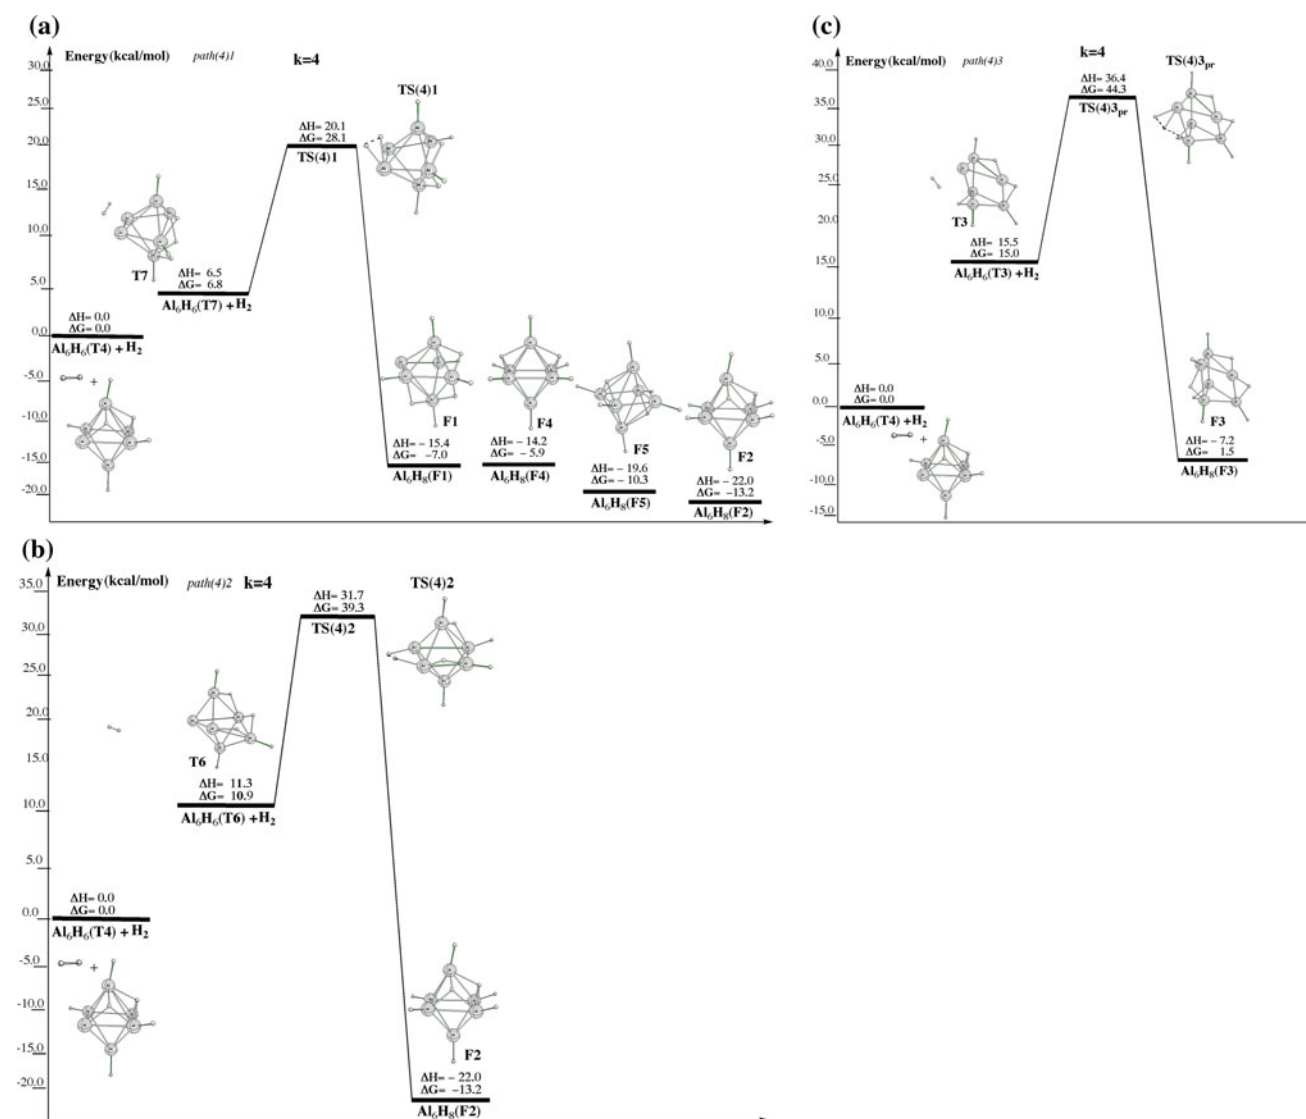 (a)
Energy(kcal/mol) path(4)1 k=4
30.0
25.0
20.0
15.0
10.0
5.0
0.0
-5.0
-10.0
-15.0
-20.0
TS(4)1
ΔH= 20.1
ΔG= 28.1
TS(4)1
T7
ΔH= 6.5
ΔG= 6.8
Al₆H₆(T7) +H₂
ΔH= 0.0
ΔG= 0.0
Al₆H₆(T4) + H₂
+
F1
ΔH= - 15.4
ΔG= -7.0
Al₆H₈(F1)
F4
ΔH= - 14.2
ΔG= - 5.9
Al₆H₈(F4)
F5
ΔH= - 19.6
ΔG= - 10.3
Al₆H₈(F5)
F2
ΔH= - 22.0
ΔG= -13.2
Al₆H₈(F2)
(c)
Energy(kcal/mol) path(4)3 k=4
40.0
35.0
30.0
25.0
20.0
15.0
10.0
5.0
0.0
-5.0
-10.0
-15.0
TS(4)3pr
ΔH= 36.4
ΔG= 44.3
TS(4)3pr
T3
ΔH= 15.5
ΔG= 15.0
Al₆H₆(T3) +H₂
ΔH= 0.0
ΔG= 0.0
Al₆H₆(T4) +H₂
+
F3
ΔH= - 7.2
ΔG= 1.5
Al₆H₈(F3)
(b)
Energy(kcal/mol) path(4)2 k=4
35.0
30.0
25.0
20.0
15.0
10.0
5.0
0.0
-5.0
-10.0
-15.0
-20.0
TS(4)2
ΔH= 31.7
ΔG= 39.3
TS(4)2
T6
ΔH= 11.3
ΔG= 10.9
Al₆H₆(T6) +H₂
ΔH= 0.0
ΔG= 0.0
Al₆H₆(T4) + H₂
+
F2
ΔH= - 22.0
ΔG= -13.2
Al₆H₈(F2)